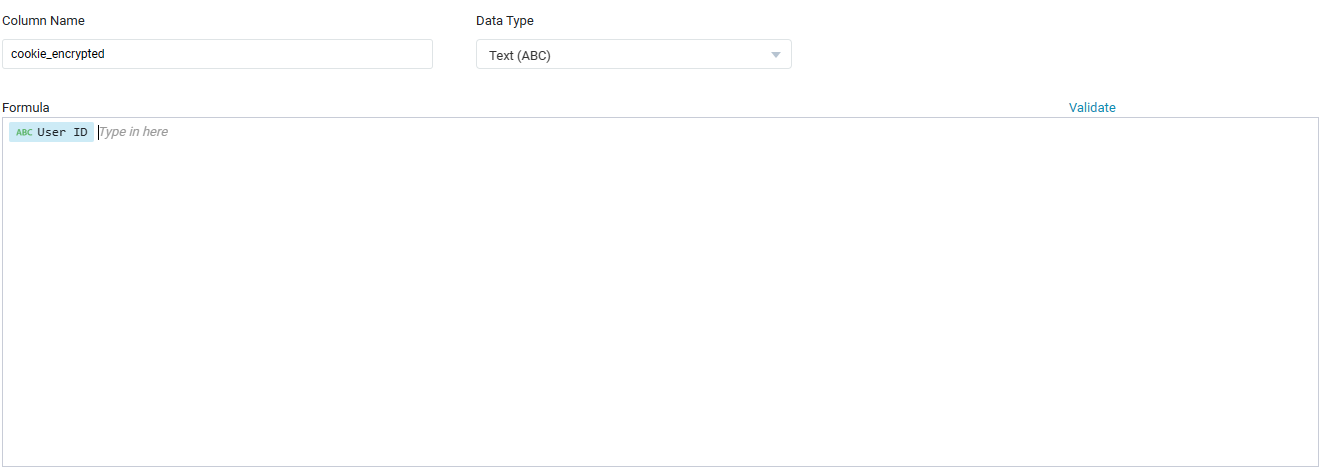 Column Name
Data Type
cookie_encrypted
Text (ABC)
Formula
Validate
ABC User ID Type in here